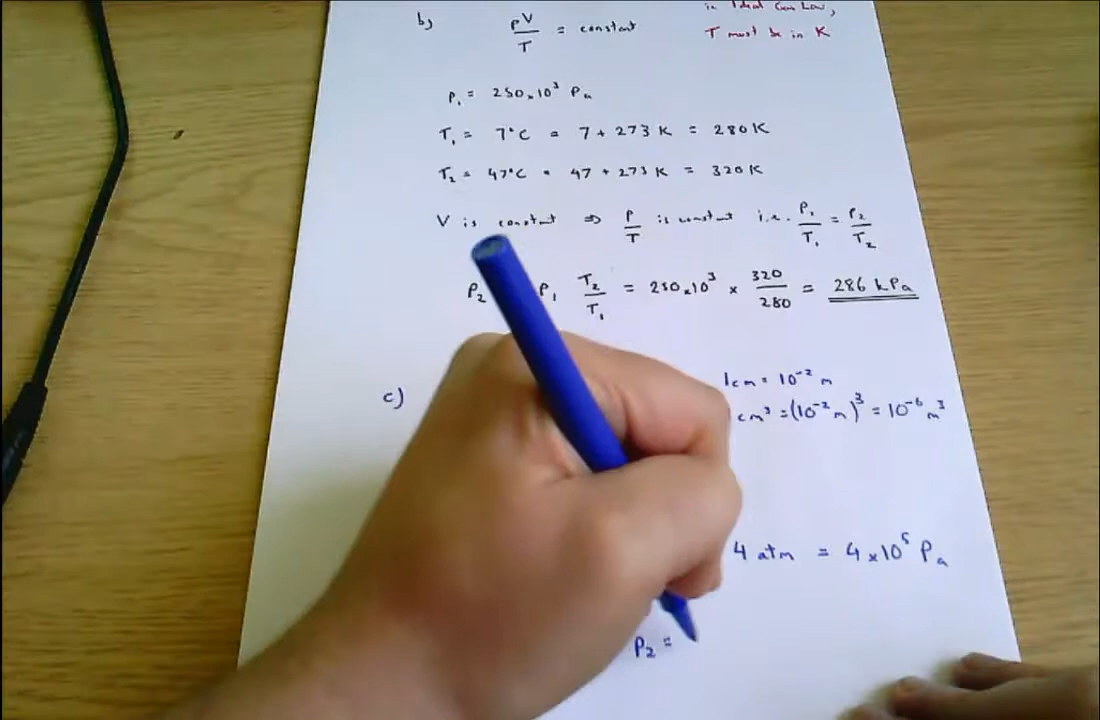 in Ideal Gas Law,
b) PV/T = constant T must be in K
P₁ = 250×10³ Pa
T₁ = 7°C = 7 + 273 K = 280 K
T₂ = 47°C = 47 + 273 K = 320 K
V is constant ⇒ P/T is constant i.e. P₁/T₁ = P₂/T₂
P₂ P₁ T₂/T₁ = 250×10³ × 320/280 = 286 kPa
1cm = 10⁻² m
c) cm³ = (10⁻² m)³ = 10⁻⁶ m³
4 atm = 4×10⁵ Pa
P₂ =